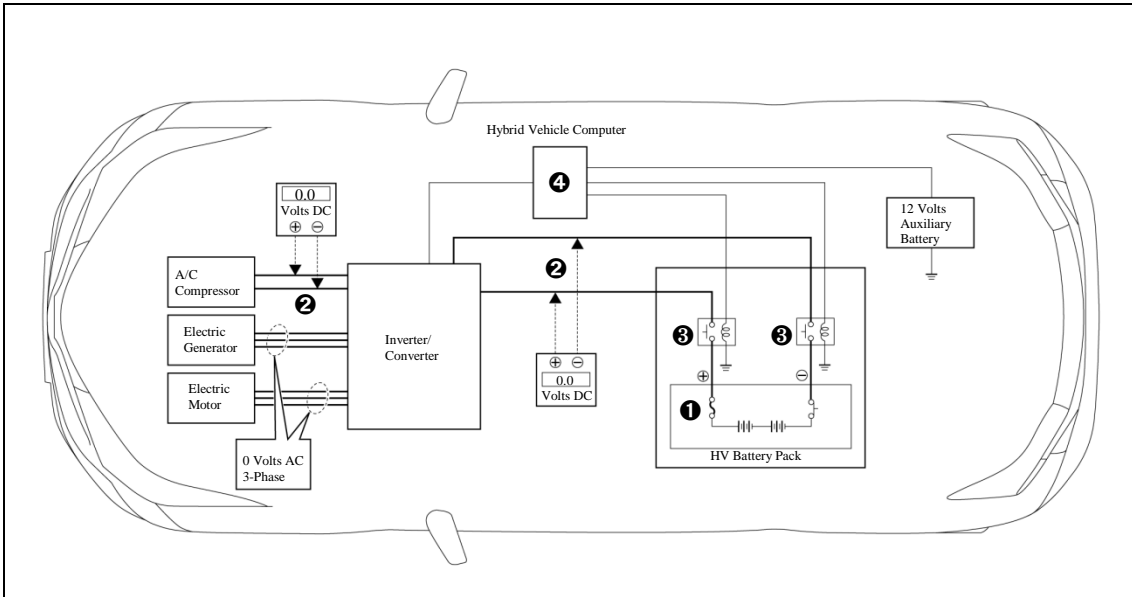 Hybrid Vehicle Computer
❹
0.0
Volts DC
⊕ ⊖
12 Volts
Auxiliary
Battery
A/C
Compressor
❷
❷
Electric
Generator
Inverter/
Converter
❸
❸
⊕ ⊖
0.0
Volts DC
⊕
⊖
Electric
Motor
❶
0 Volts AC
3-Phase
HV Battery Pack